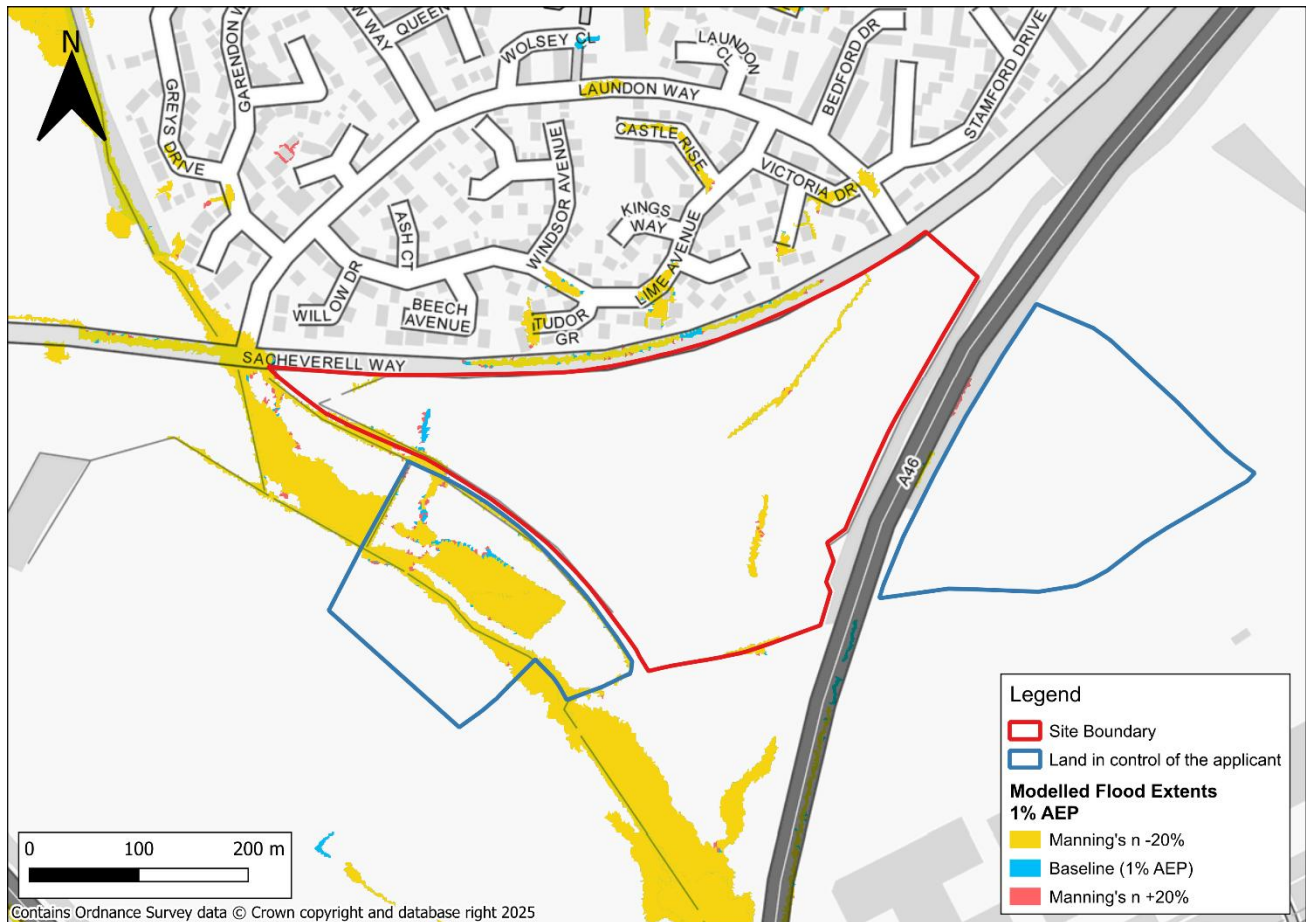 N
GREYS DRIVE
GARENDON W
W WAY
QUEEN
WOLSEY CL
LAUNDON CL
BEDFORD DR
STAMFORD DRIVE
LAUNDON WAY
CASTLE RISE
VICTORIA DR
WINDSOR AVENUE
KINGS
WAY
ASH CT
LIME AVENUE
WILLOW DR
BEECH
AVENUE
TUDOR
GR
SACHEVERELL WAY
A46
Legend
Site Boundary
Land in control of the applicant
Modelled Flood Extents
1% AEP
Manning's n -20%
Baseline (1% AEP)
Manning's n +20%
0 100 200 m
Contains Ordnance Survey data © Crown copyright and database right 2025